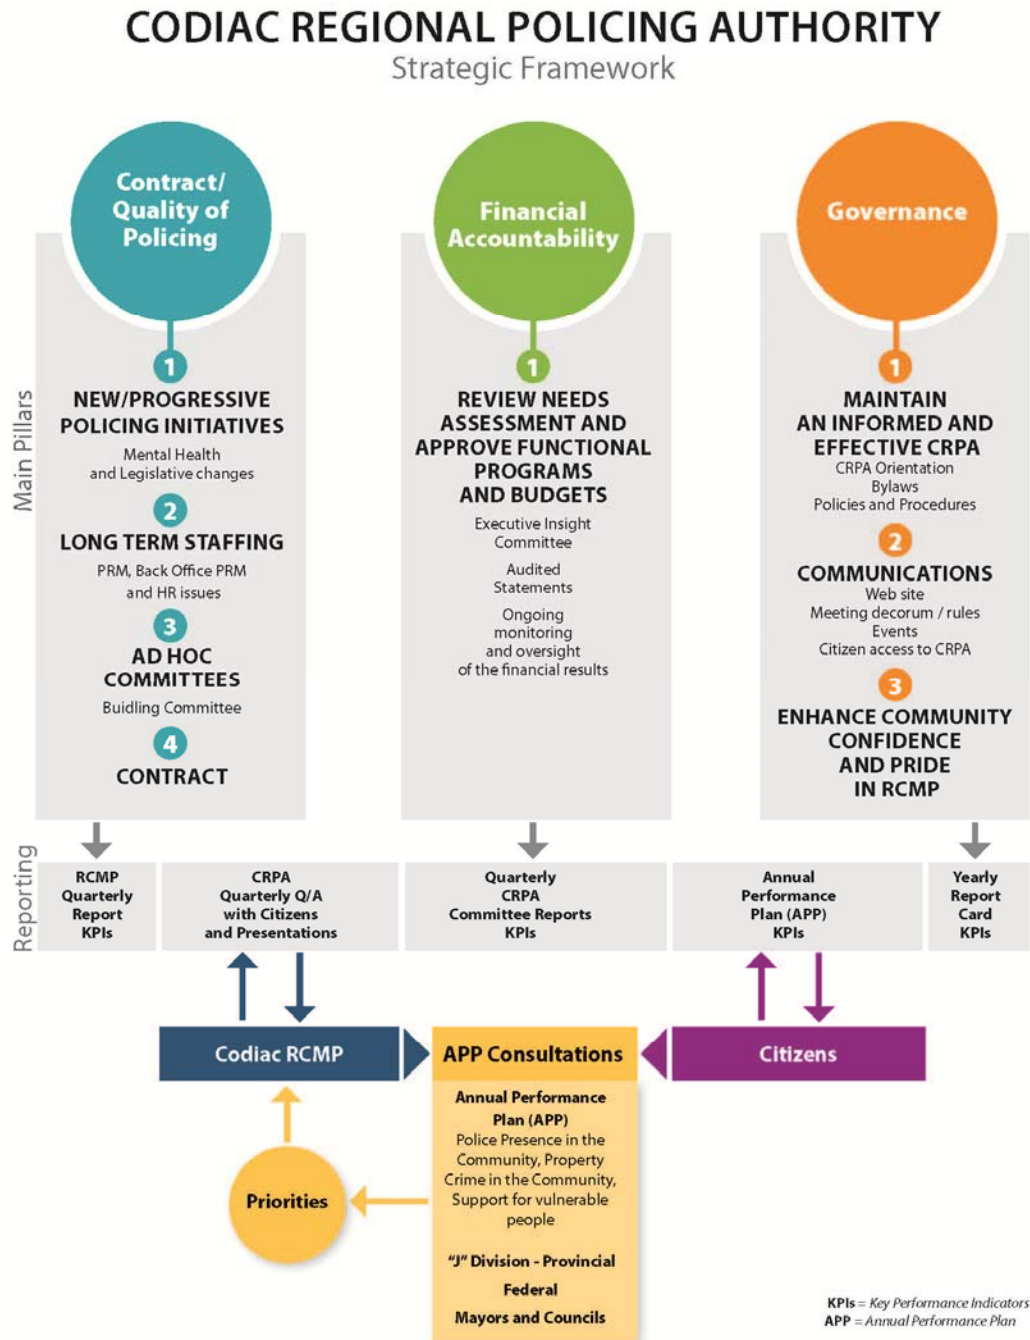 CODIAC REGIONAL POLICING AUTHORITY
Strategic Framework
Main Pillars
Contract/
Quality of
Policing
1
NEW/PROGRESSIVE
POLICING INITIATIVES
Mental Health
and Legislative changes
2
LONG TERM STAFFING
PRM, Back Office PRM
and HR issues
3
AD HOC
COMMITTEES
Buidling Committee
4
CONTRACT
Financial
Accountability
1
REVIEW NEEDS
ASSESSMENT AND
APPROVE FUNCTIONAL
PROGRAMS
AND BUDGETS
Executive Insight
Committee
Audited
Statements
Ongoing
monitoring
and oversight
of the financial results
Governance
1
MAINTAIN
AN INFORMED AND
EFFECTIVE CRPA
CRPA Orientation
Bylaws
Policies and Procedures
2
COMMUNICATIONS
Web site
Meeting decorum / rules
Events
Citizen access to CRPA
3
ENHANCE COMMUNITY
CONFIDENCE
AND PRIDE
IN RCMP
Reporting
RCMP
Quarterly
Report
KPIs
CRPA
Quarterly Q/A
with Citizens
and Presentations
Quarterly
CRPA
Committee Reports
KPIs
Annual
Performance
Plan (APP)
KPIs
Yearly
Report
Card
KPIs
Codiac RCMP
APP Consultations
Citizens
Annual Performance
Plan (APP)
Police Presence in the
Community, Property
Crime in the Community,
Support for vulnerable
people
"J" Division - Provincial
Federal
Mayors and Councils
Priorities
KPIs = Key Performance Indicators
APP = Annual Performance Plan